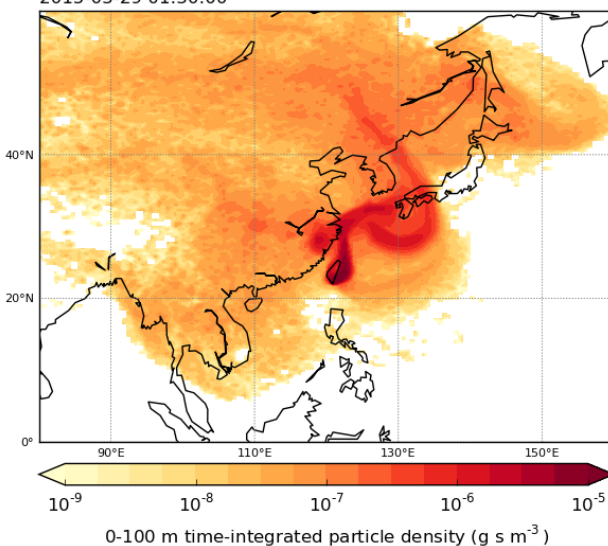 40°N
20°N
0°
90°E 110°E 130°E 150°E
10⁻⁹ 10⁻⁸ 10⁻⁷ 10⁻⁶ 10⁻⁵
0-100 m time-integrated particle density (g s m⁻³)